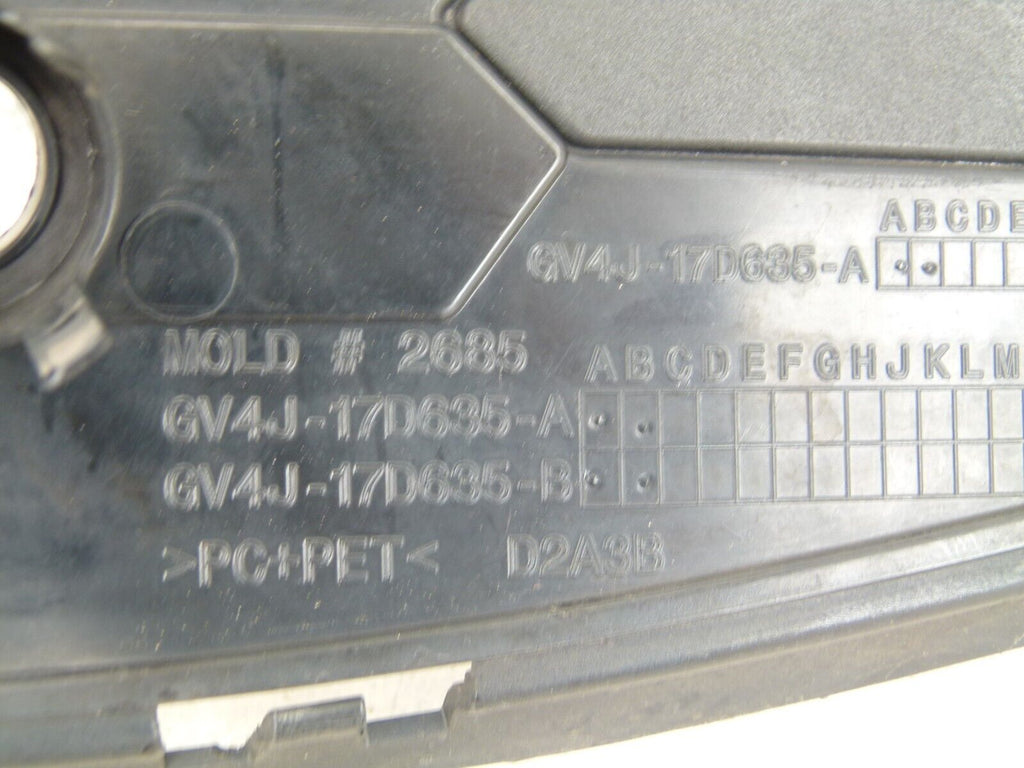 ABCDE
GV4J-17D635-A
MOLD # 2685
ABCDEFGHJKLM
GV4J-17D635-A
GV4J-17D635-B
>PC+PET< D2A3B